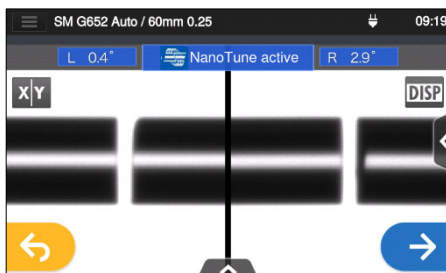 SM G652 Auto / 60mm 0.25 09:19
L 0.4° NanoTune active R 2.9°
X|Y DISP